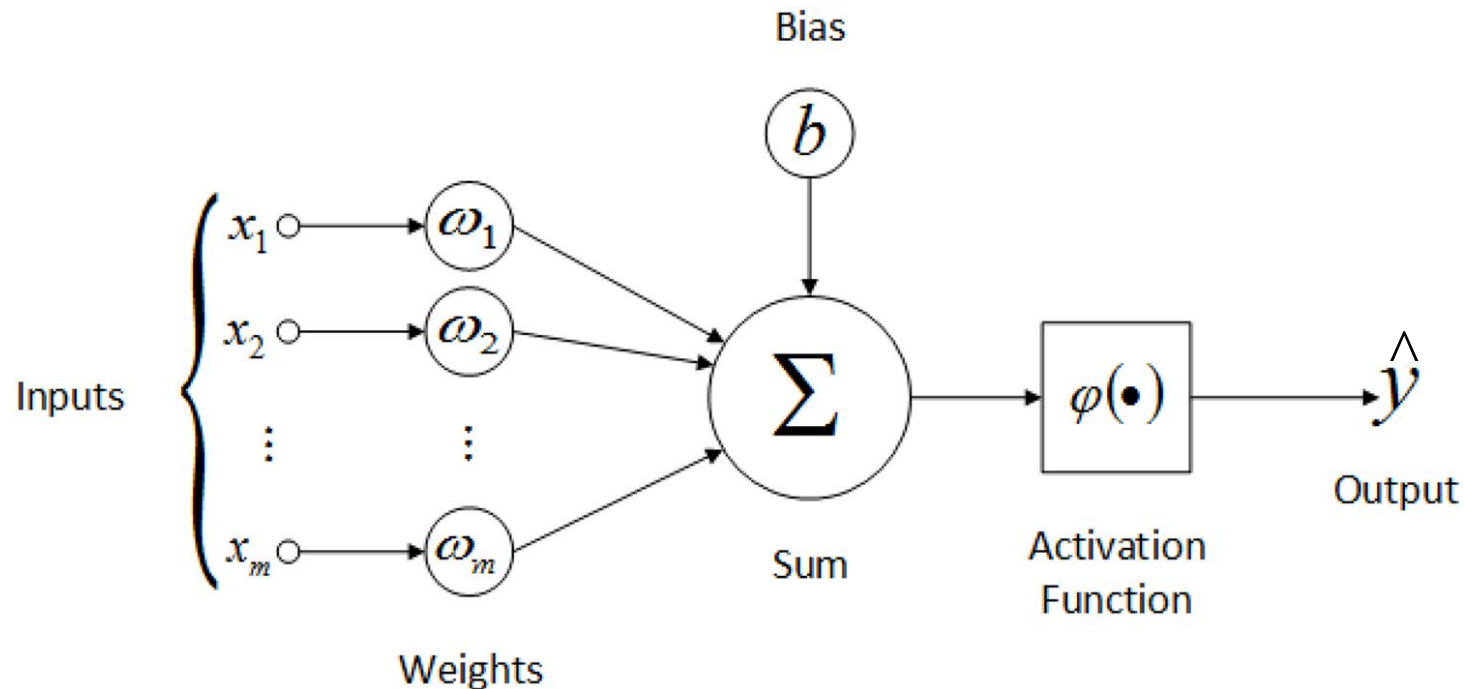 Bias
b
x₁
ω₁
x₂
ω₂
Inputs
Σ
φ(•)
ŷ
⋮
⋮
Output
xₘ
ωₘ
Sum
Activation
Function
Weights